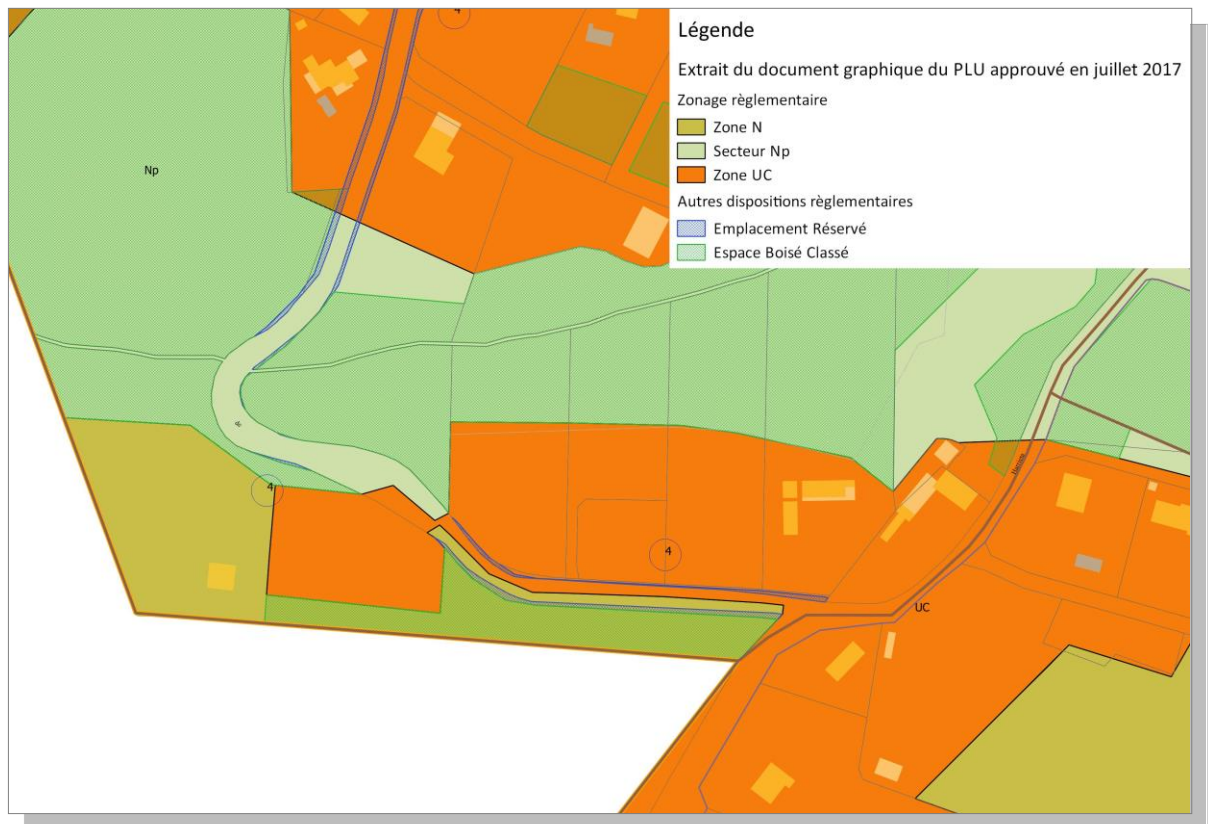 4
Légende
Extrait du document graphique du PLU approuvé en juillet 2017
Zonage règlementaire
Zone N
Secteur Np
Zone UC
Autres dispositions règlementaires
Emplacement Réservé
Espace Boisé Classé
Np
de
4
4
UC